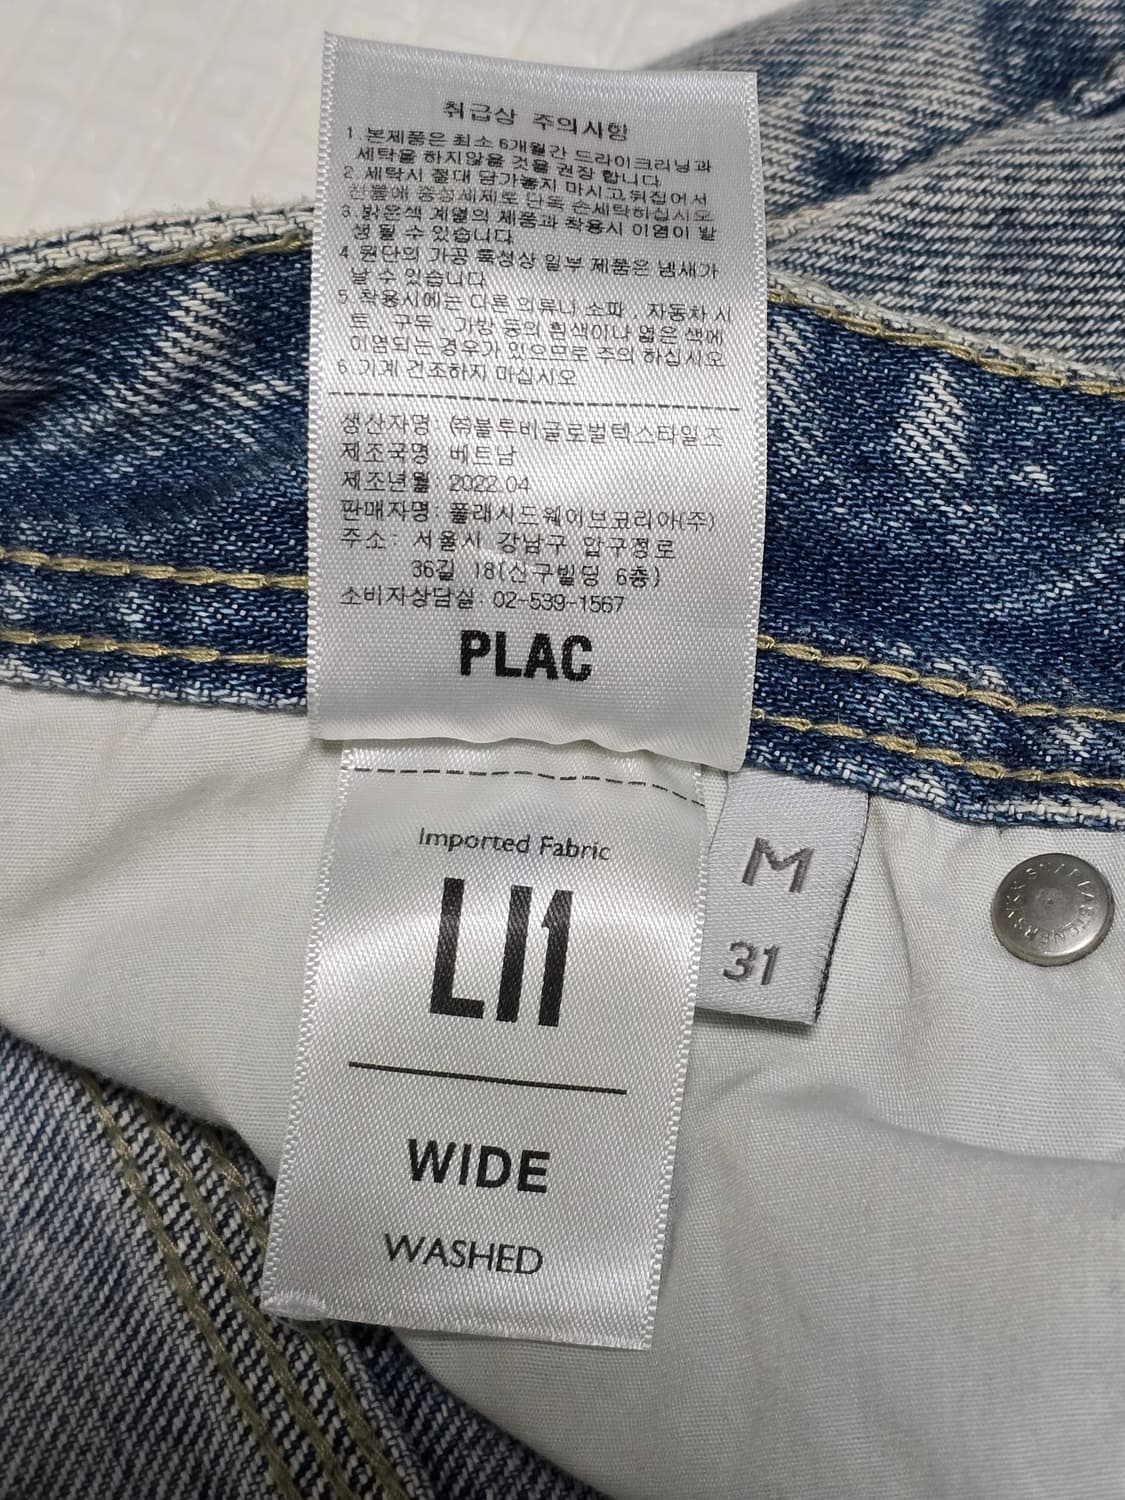 취급상 주의사항
1. 본제품은 최소 6개월간 드라이크리닝과
세탁을 하지않을 것을 권장 합니다
2. 세탁시 절대 담가놓지 마시고,뒤집어서
찬물에 중성세제로 단독 손세탁하십시오.
3. 밝은색 계열의 제품과 착용시 이염이 발
생 될 수 있습니다
4. 원단의 가공 특성상 일부 제품은 냄새가
날 수 있습니다
5. 착용시에는 다른 의류나 소파 , 자동차 시
트 , 구두 , 가방 등의 흰색이나 엷은 색에
이염되는 경우가 있으므로 주의 하십시오
6. 기계 건조하지 마십시오
생산자명: ㈜블루비글로벌텍스타일즈
제조국명: 베트남
제조년월: 2022.04
판매자명: 플래시드웨이브코리아(주)
주소: 서울시 강남구 압구정로
36길 18(신구빌딩 6층)
소비자상담실: 02-539-1567
PLAC
Imported Fabric
LI1
WIDE
WASHED
M
31